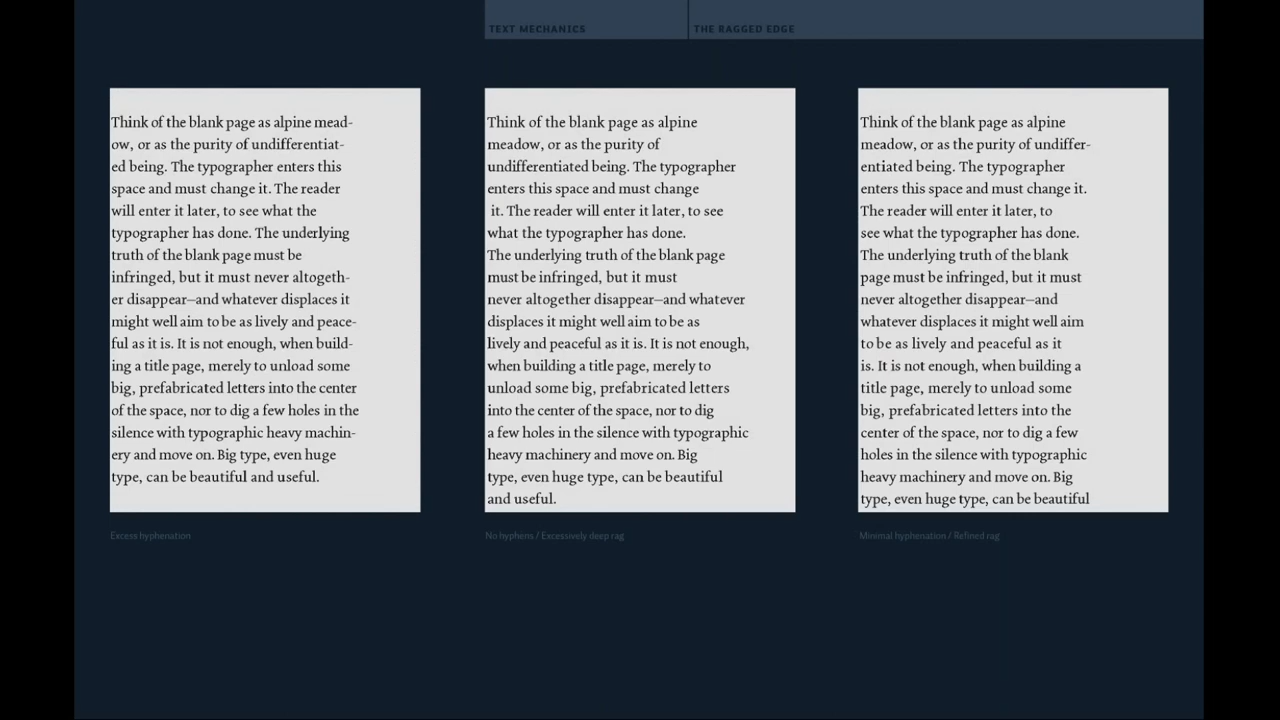 TEXT MECHANICS
THE RAGGED EDGE
Think of the blank page as alpine mead-
ow, or as the purity of undifferentiat-
ed being. The typographer enters this
space and must change it. The reader
will enter it later, to see what the
typographer has done. The underlying
truth of the blank page must be
infringed, but it must never altogeth-
er disappear—and whatever displaces it
might well aim to be as lively and peace-
ful as it is. It is not enough, when build-
ing a title page, merely to unload some
big, prefabricated letters into the center
of the space, nor to dig a few holes in the
silence with typographic heavy machin-
ery and move on. Big type, even huge
type, can be beautiful and useful.
Excess hyphenation
Think of the blank page as alpine
meadow, or as the purity of
undifferentiated being. The typographer
enters this space and must change
it. The reader will enter it later, to see
what the typographer has done.
The underlying truth of the blank page
must be infringed, but it must
never altogether disappear—and whatever
displaces it might well aim to be as
lively and peaceful as it is. It is not enough,
when building a title page, merely to
unload some big, prefabricated letters
into the center of the space, nor to dig
a few holes in the silence with typographic
heavy machinery and move on. Big
type, even huge type, can be beautiful
and useful.
No hyphens / Excessively deep rag
Think of the blank page as alpine
meadow, or as the purity of undiffer-
entiated being. The typographer
enters this space and must change it.
The reader will enter it later, to
see what the typographer has done.
The underlying truth of the blank
page must be infringed, but it must
never altogether disappear—and
whatever displaces it might well aim
to be as lively and peaceful as it
is. It is not enough, when building a
title page, merely to unload some
big, prefabricated letters into the
center of the space, nor to dig a few
holes in the silence with typographic
heavy machinery and move on. Big
type, even huge type, can be beautiful
Minimal hyphenation / Refined rag